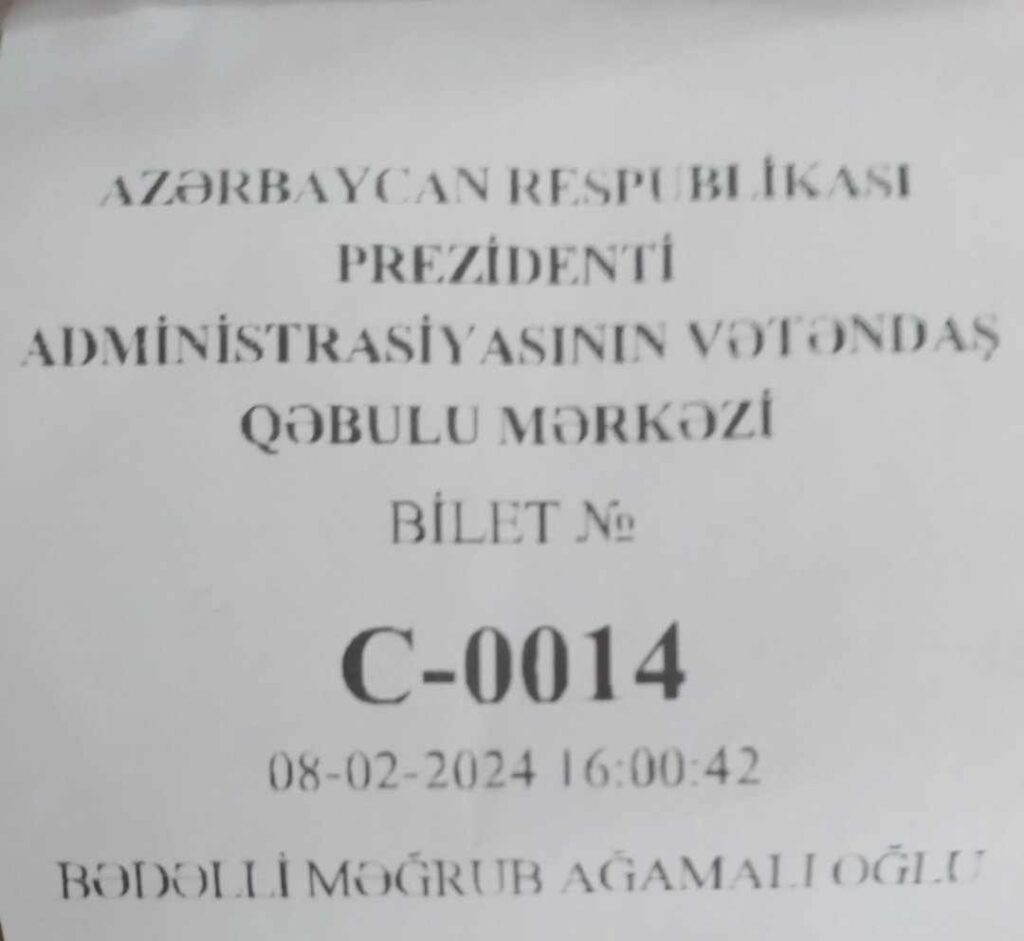 AZƏRBAYCAN RESPUBLİKASI
PREZİDENTİ
ADMİNİSTRASİYASININ VƏTƏNDAŞ
QƏBULU MƏRKƏZİ
BİLET №
C-0014
08-02-2024 16:00:42
BƏDƏLLİ MƏĞRUB AĞAMALI OĞLU